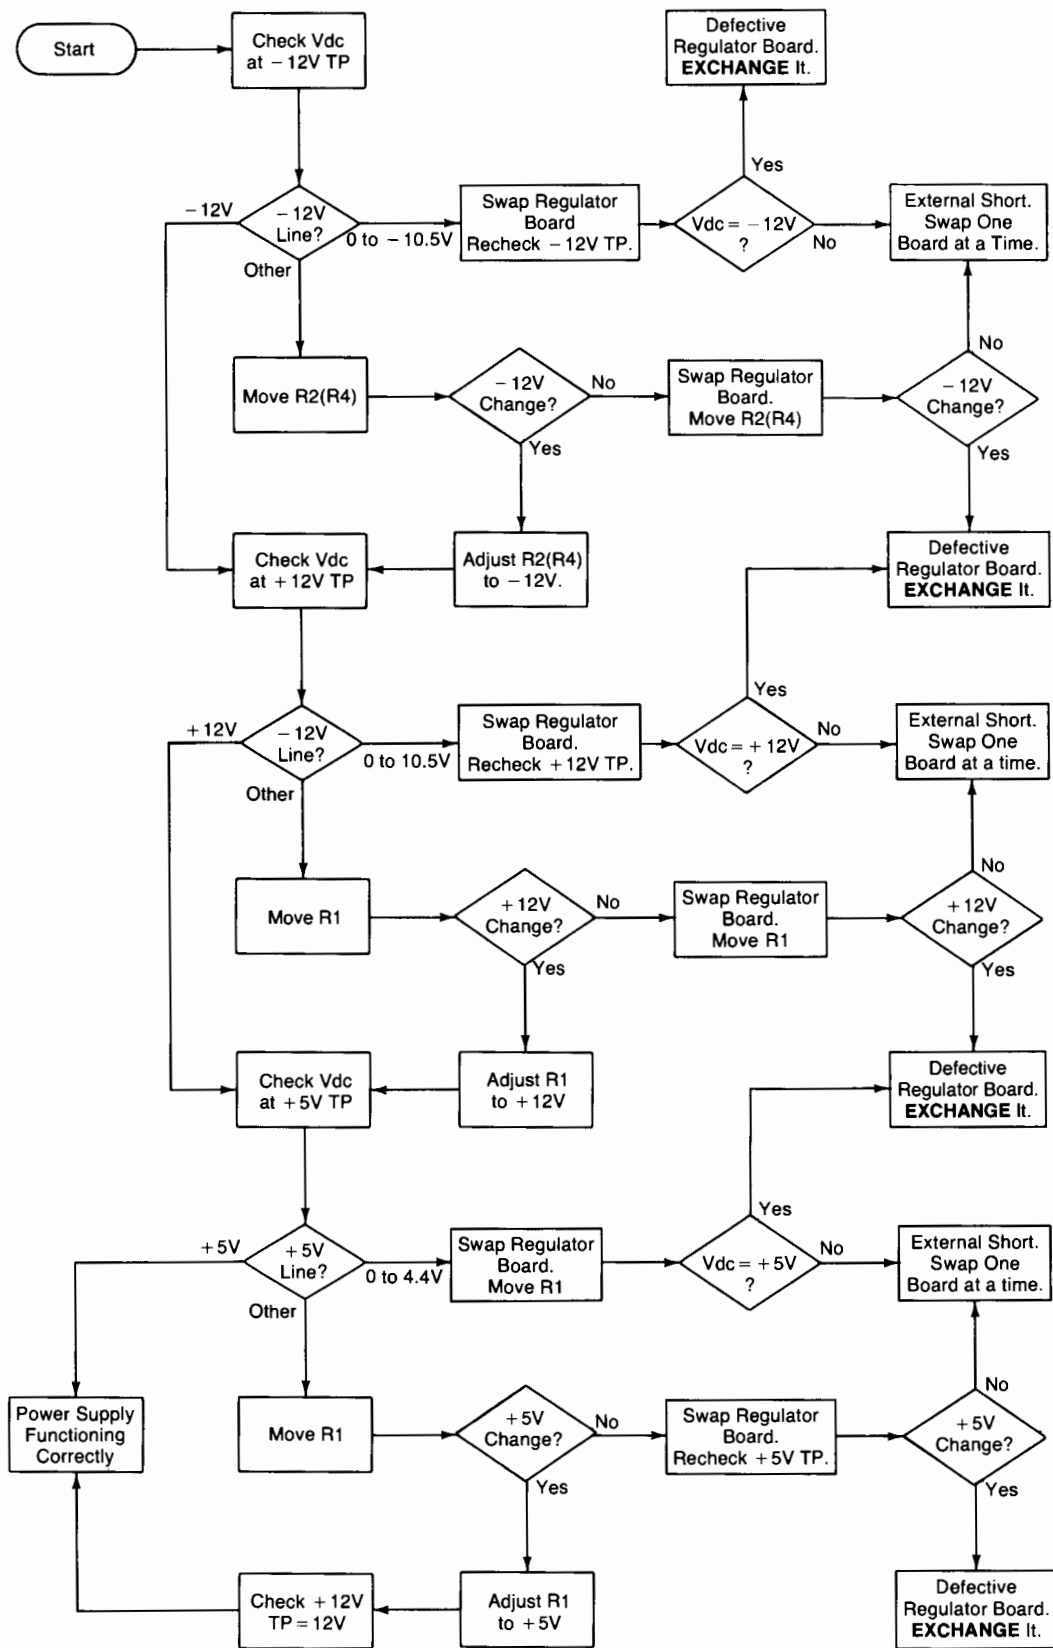 Start
Check Vdc
at −12V TP
Defective
Regulator Board.
EXCHANGE It.
Yes
−12V
−12V
Line?
0 to −10.5V
Other
Swap Regulator
Board
Recheck −12V TP.
Vdc = −12V
?
No
External Short.
Swap One
Board at a Time.
No
Move R2(R4)
−12V
Change?
No
Yes
Swap Regulator
Board.
Move R2(R4)
−12V
Change?
Yes
Check Vdc
at +12V TP
Adjust R2(R4)
to −12V.
Defective
Regulator Board.
EXCHANGE It.
Yes
+12V
−12V
Line?
0 to 10.5V
Other
Swap Regulator
Board.
Recheck +12V TP.
Vdc = +12V
?
No
External Short.
Swap One
Board at a time.
No
Move R1
+12V
Change?
No
Yes
Swap Regulator
Board.
Move R1
+12V
Change?
Yes
Check Vdc
at +5V TP
Adjust R1
to +12V
Defective
Regulator Board.
EXCHANGE It.
Yes
+5V
+5V
Line?
0 to 4.4V
Other
Swap Regulator
Board.
Move R1
Vdc = +5V
?
No
External Short.
Swap One
Board at a time.
No
Power Supply
Functioning
Correctly
Move R1
+5V
Change?
No
Yes
Swap Regulator
Board.
Recheck +5V TP.
+5V
Change?
Yes
Check +12V
TP = 12V
Adjust R1
to +5V
Defective
Regulator Board.
EXCHANGE It.